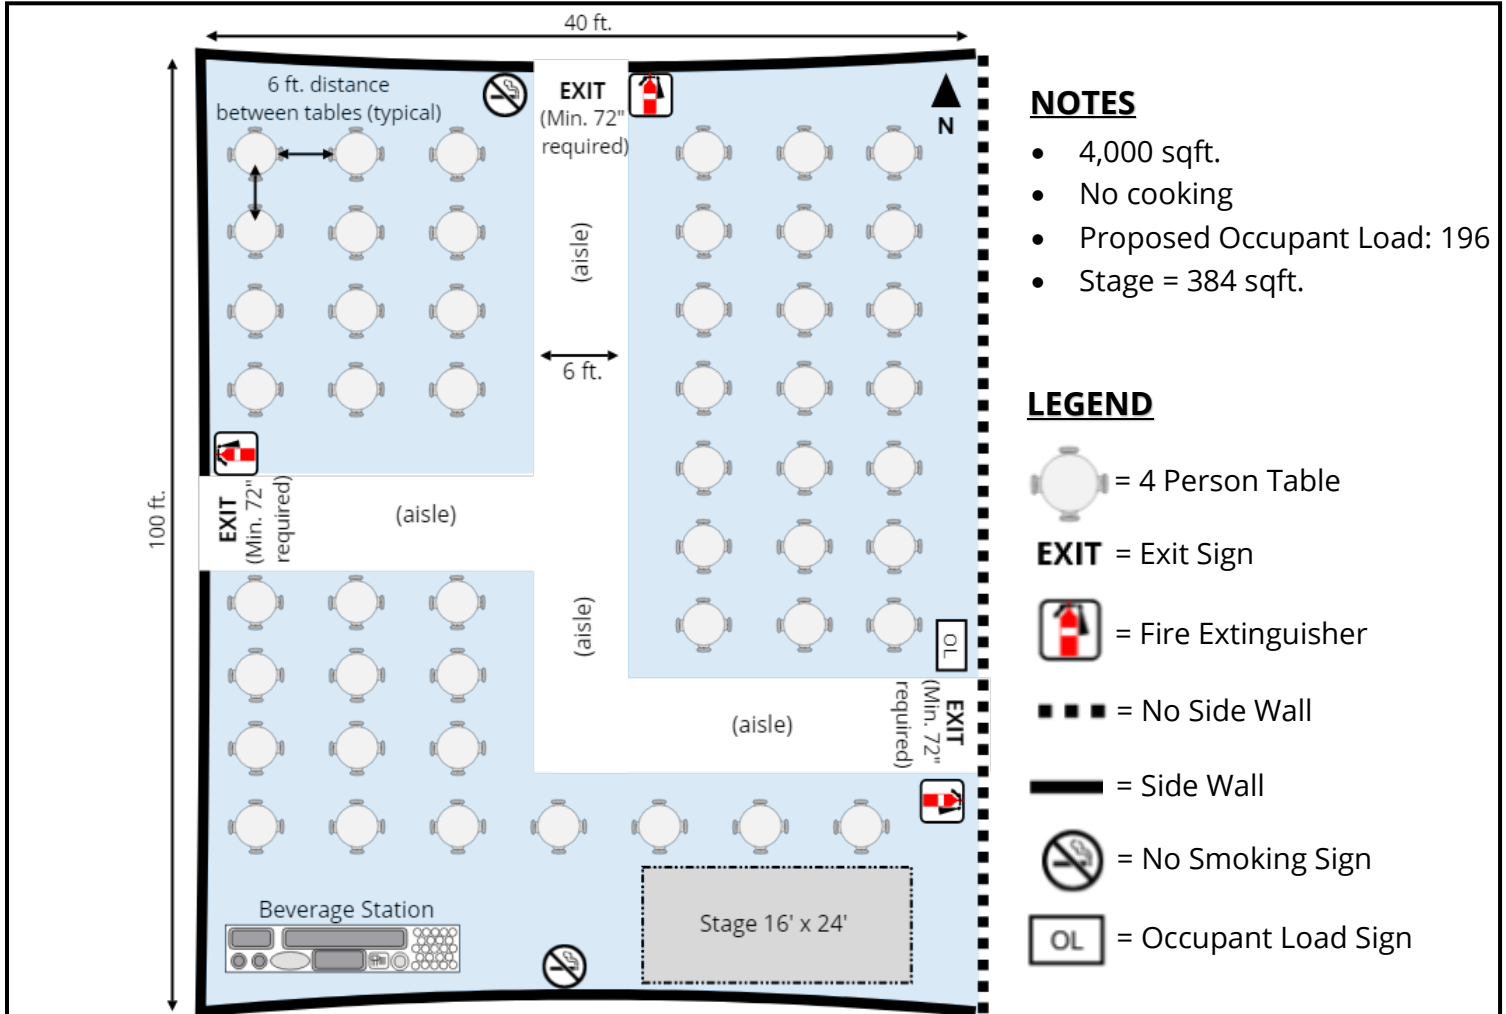 40 ft.
100 ft.
6 ft. distance
between tables (typical)
EXIT
(Min. 72"
required)
N
(aisle)
6 ft.
EXIT
(Min. 72"
required)
(aisle)
(aisle)
OL
(aisle)
EXIT
(Min. 72"
required)
Beverage Station
Stage 16' x 24'
NOTES
• 4,000 sqft.
• No cooking
• Proposed Occupant Load: 196
• Stage = 384 sqft.
LEGEND
= 4 Person Table
EXIT = Exit Sign
= Fire Extinguisher
= No Side Wall
= Side Wall
= No Smoking Sign
OL = Occupant Load Sign